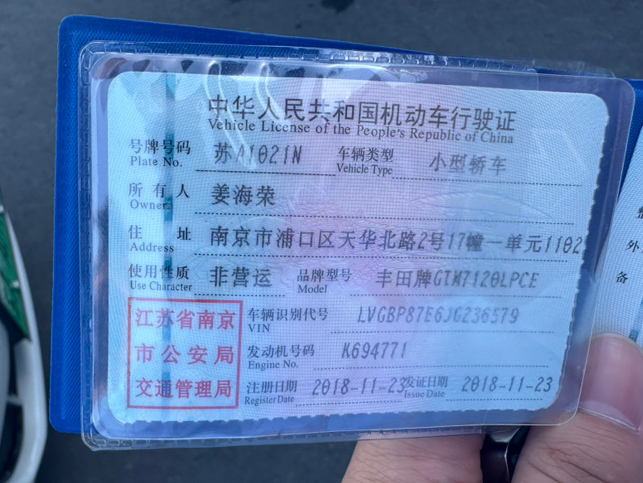 中华人民共和国机动车行驶证
Vehicle License of the People's Republic of China
号牌号码 苏A1021N 车辆类型 小型轿车
Plate No. Vehicle Type
所有人 姜海荣
Owner
住址 南京市浦口区天华北路2号17幢一单元1102
Address
使用性质 非营运 品牌型号 丰田牌GTM7120LPCE
Use Character Model
江苏省南京
市公安局
交通管理局
车辆识别代号 LVGBP87E6JG236579
VIN
发动机号码 K694771
Engine No.
注册日期 2018-11-23 发证日期 2018-11-23
Register Date Issue Date
外
备